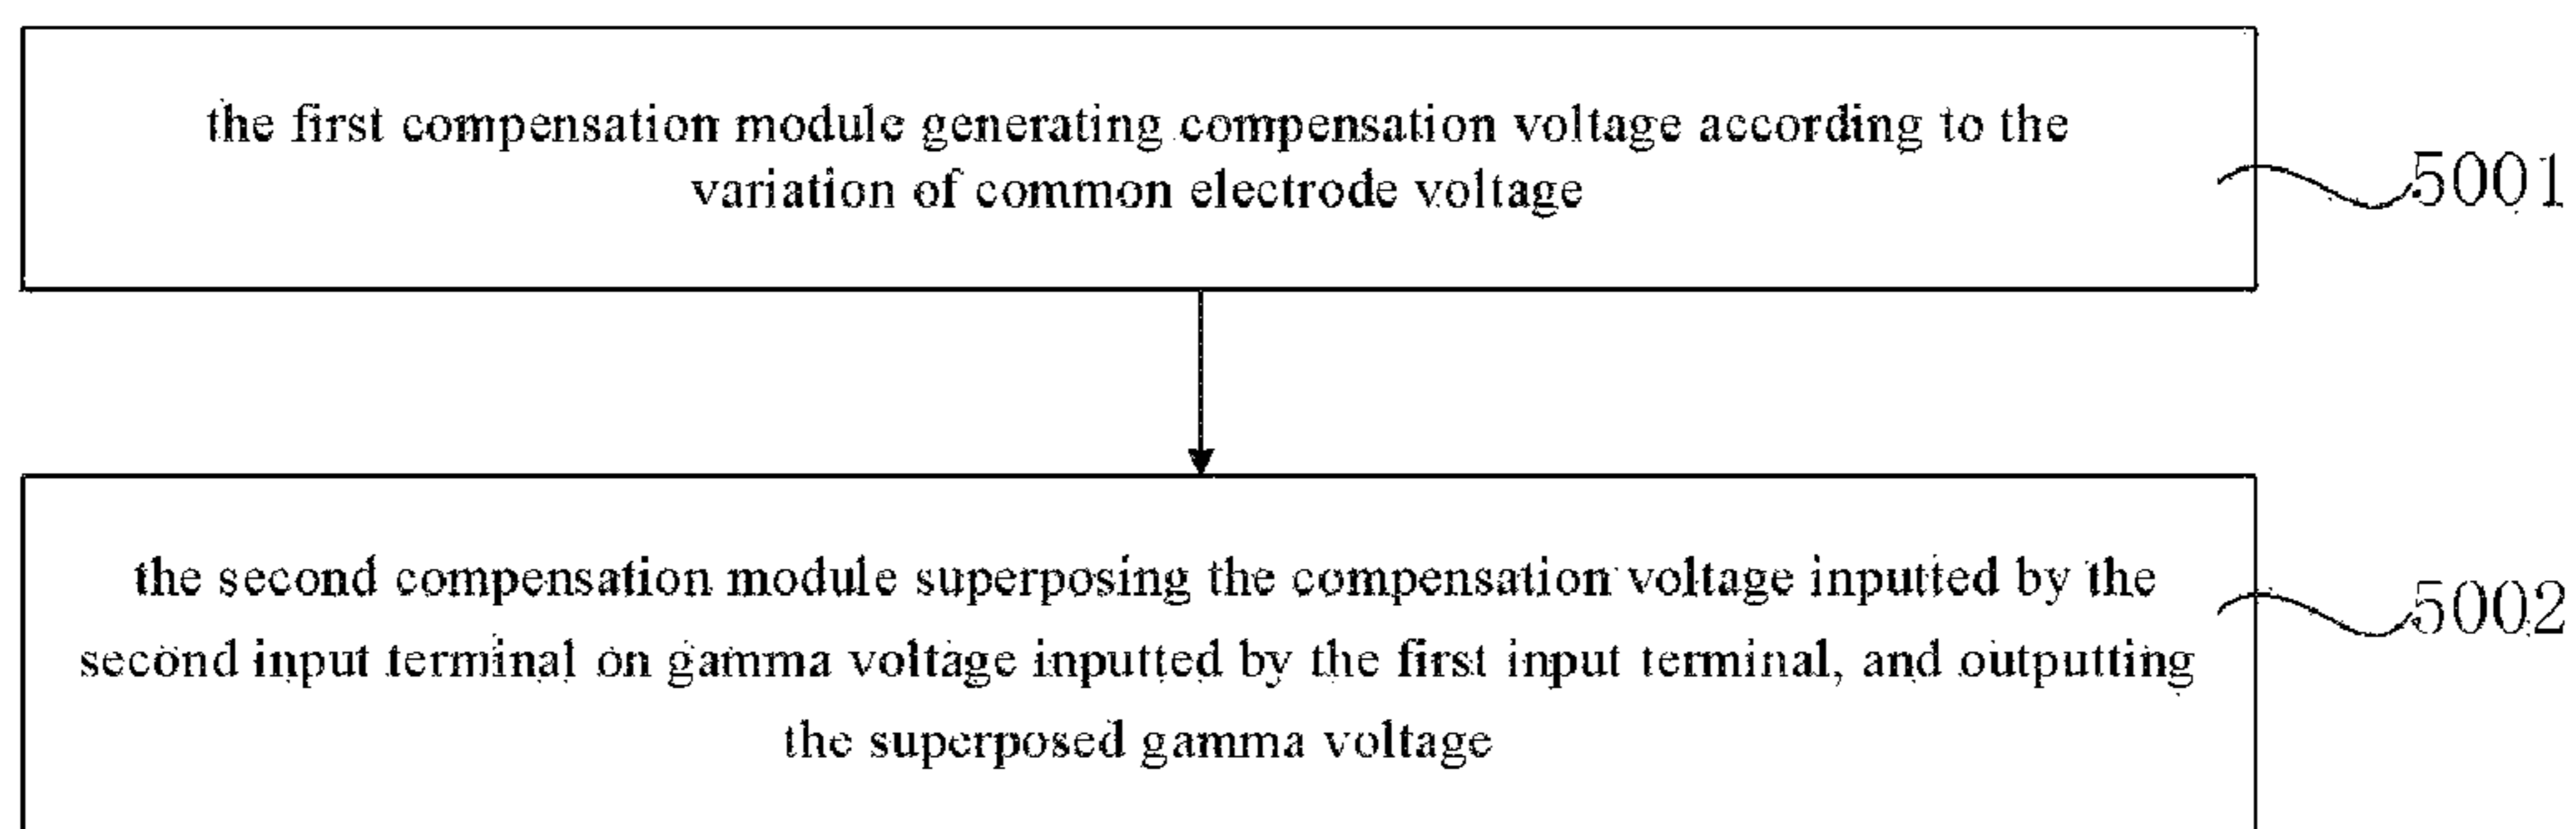 the first compensation module generating compensation voltage according to the
variation of common electrode voltage
5001
the second compensation module superposing the compensation voltage inputted by the
second input terminal on gamma voltage inputted by the first input terminal, and outputting
the superposed gamma voltage
5002